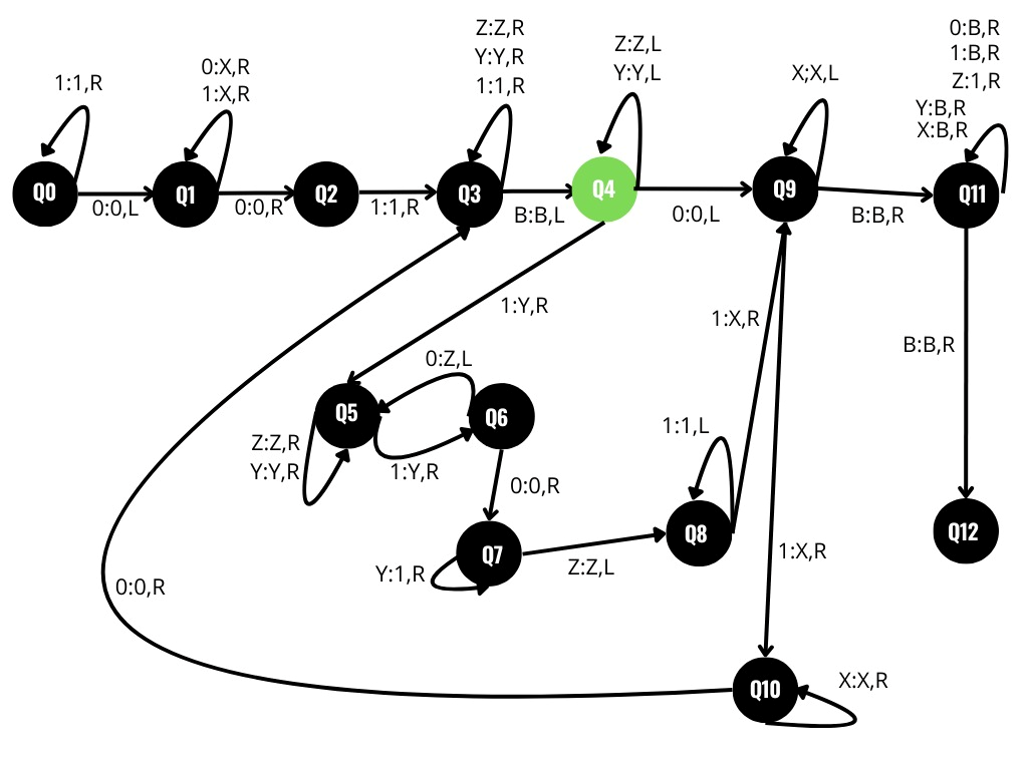 Z:Z,R
Y:Y,R
1:1,R
Z:Z,L
Y:Y,L
0:B,R
1:B,R
Z:1,R
Y:B,R
X:B,R
1:1,R
0:X,R
1:X,R
X;X,L
Q0
Q1
Q2
Q3
Q4
Q9
Q11
0:0,L
0:0,R
1:1,R
B:B,L
0:0,L
B:B,R
1:Y,R
1:X,R
B:B,R
0:Z,L
Q5
Q6
Z:Z,R
Y:Y,R
1:Y,R
1:1,L
0:0,R
Q7
Q8
Q12
Y:1,R
Z:Z,L
1:X,R
0:0,R
Q10
X:X,R